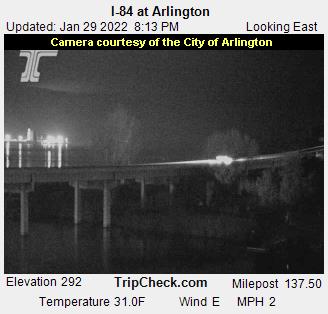 I-84 at Arlington
Updated: Jan 29 2022 8:13 PM Looking East
Camera courtesy of the City of Arlington
Elevation 292 TripCheck.com Milepost 137.50
Temperature 31.0F Wind E MPH 2